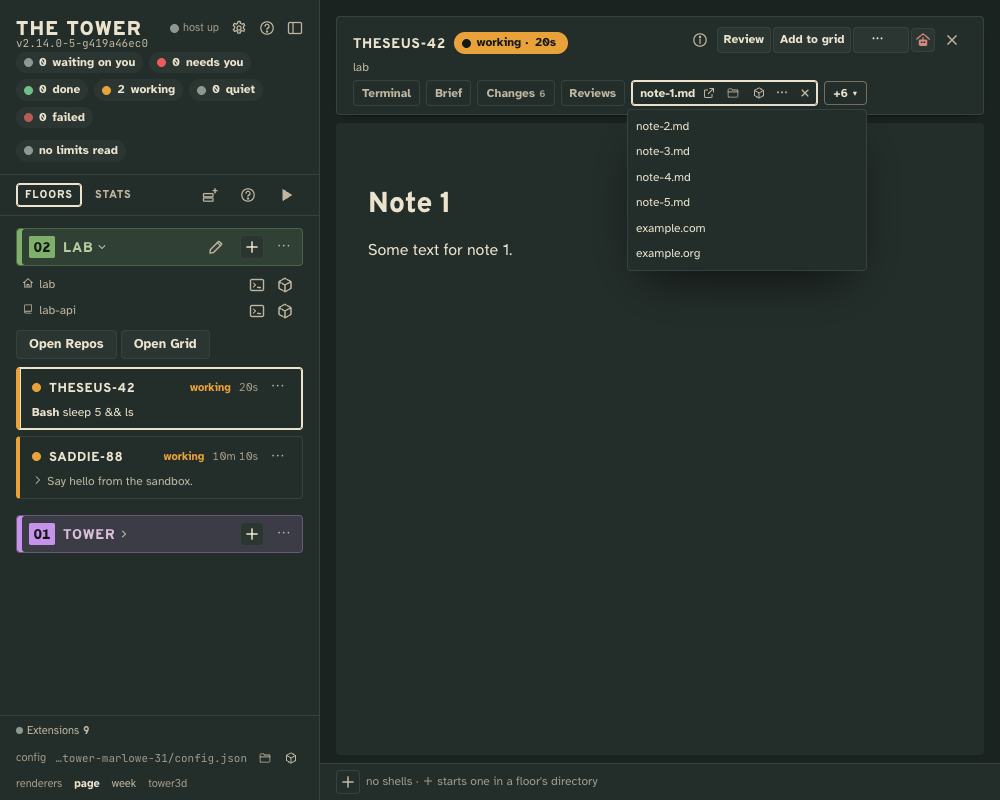 THE TOWER
host up
v2.14.0-5-g419a46ec0
0 waiting on you
0 needs you
0 done
2 working
0 quiet
0 failed
no limits read
FLOORS
STATS
02 LAB
lab
lab-api
Open Repos
Open Grid
THESEUS-42
working 20s
Bash sleep 5 && ls
SADDIE-88
working 10m 10s
Say hello from the sandbox.
01 TOWER
Extensions 9
config …tower-marlowe-31/config.json
renderers page week tower3d
THESEUS-42
working · 20s
Review
Add to grid
lab
Terminal
Brief
Changes 6
Reviews
note-1.md
+6
note-2.md
note-3.md
note-4.md
note-5.md
example.com
example.org
Note 1
Some text for note 1.
no shells · + starts one in a floor's directory